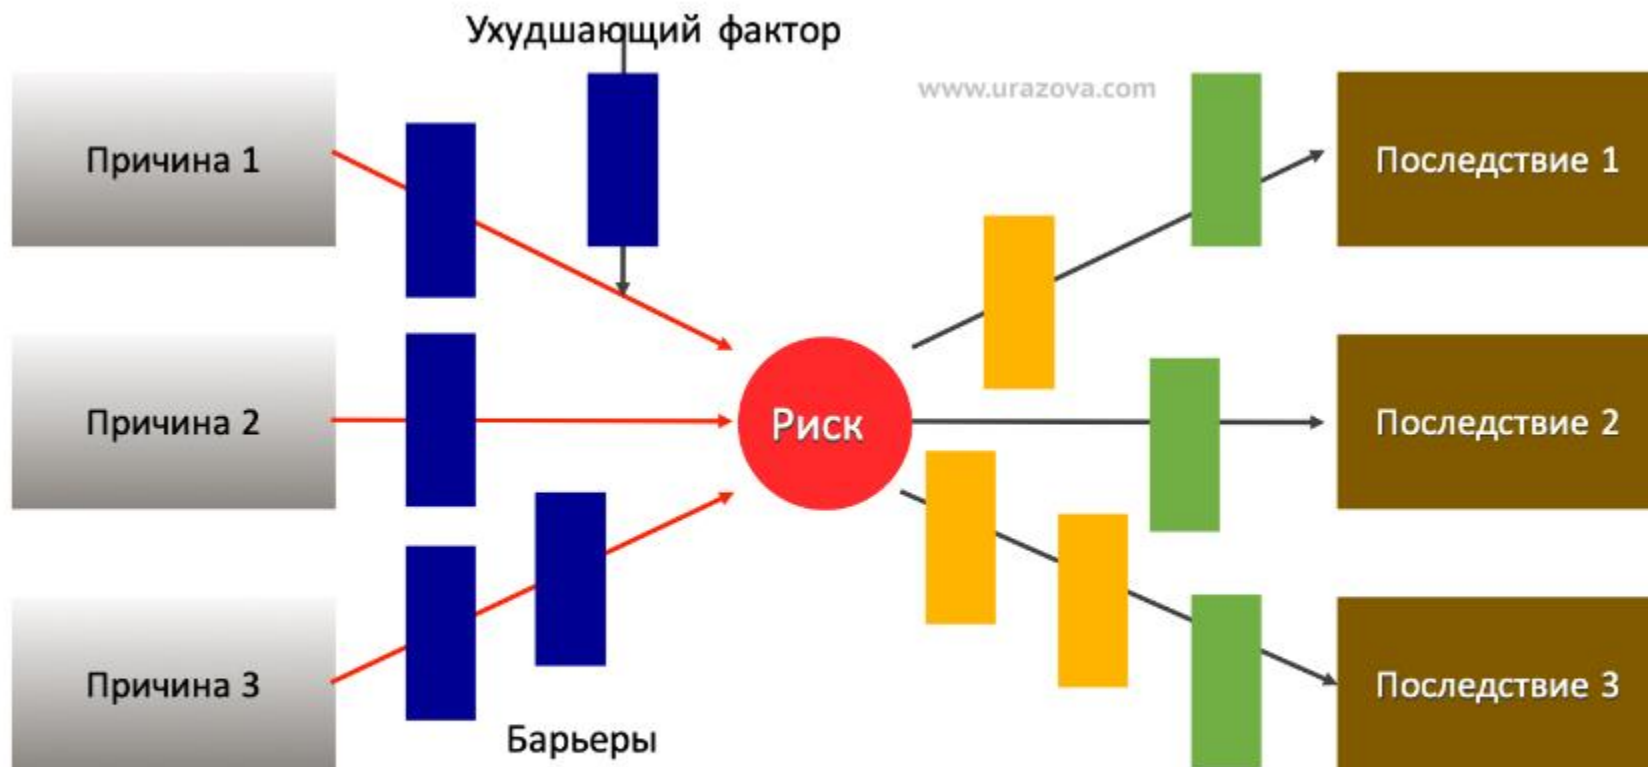 Ухудшающий фактор
www.urazova.com
Причина 1
Последствие 1
Причина 2
Риск
Последствие 2
Причина 3
Последствие 3
Барьеры